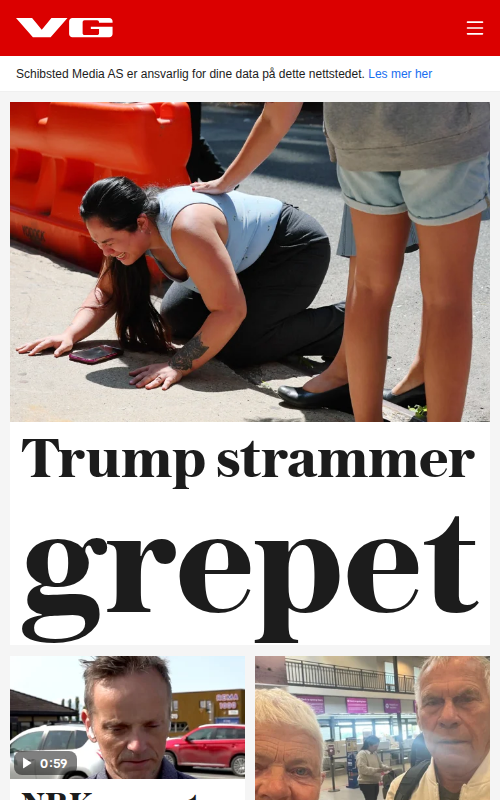 VG
Schibsted Media AS er ansvarlig for dine data på dette nettstedet. Les mer her
Trump strammer
grepet
0:59